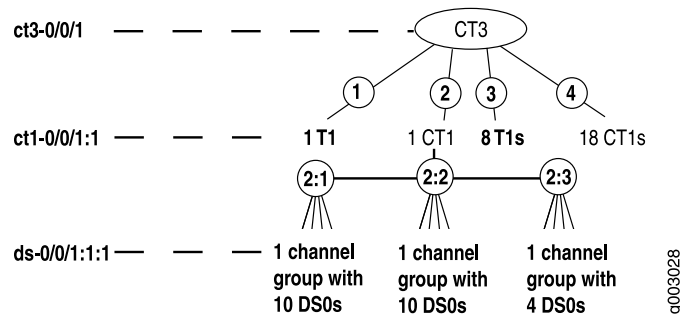 ct3-0/0/1
CT3
1 2 3 4
ct1-0/0/1:1
1 T1 1 CT1 8 T1s 18 CT1s
2:1 2:2 2:3
ds-0/0/1:1:1
1 channel
group with
10 DS0s
1 channel
group with
10 DS0s
1 channel
group with
4 DS0s
g003028